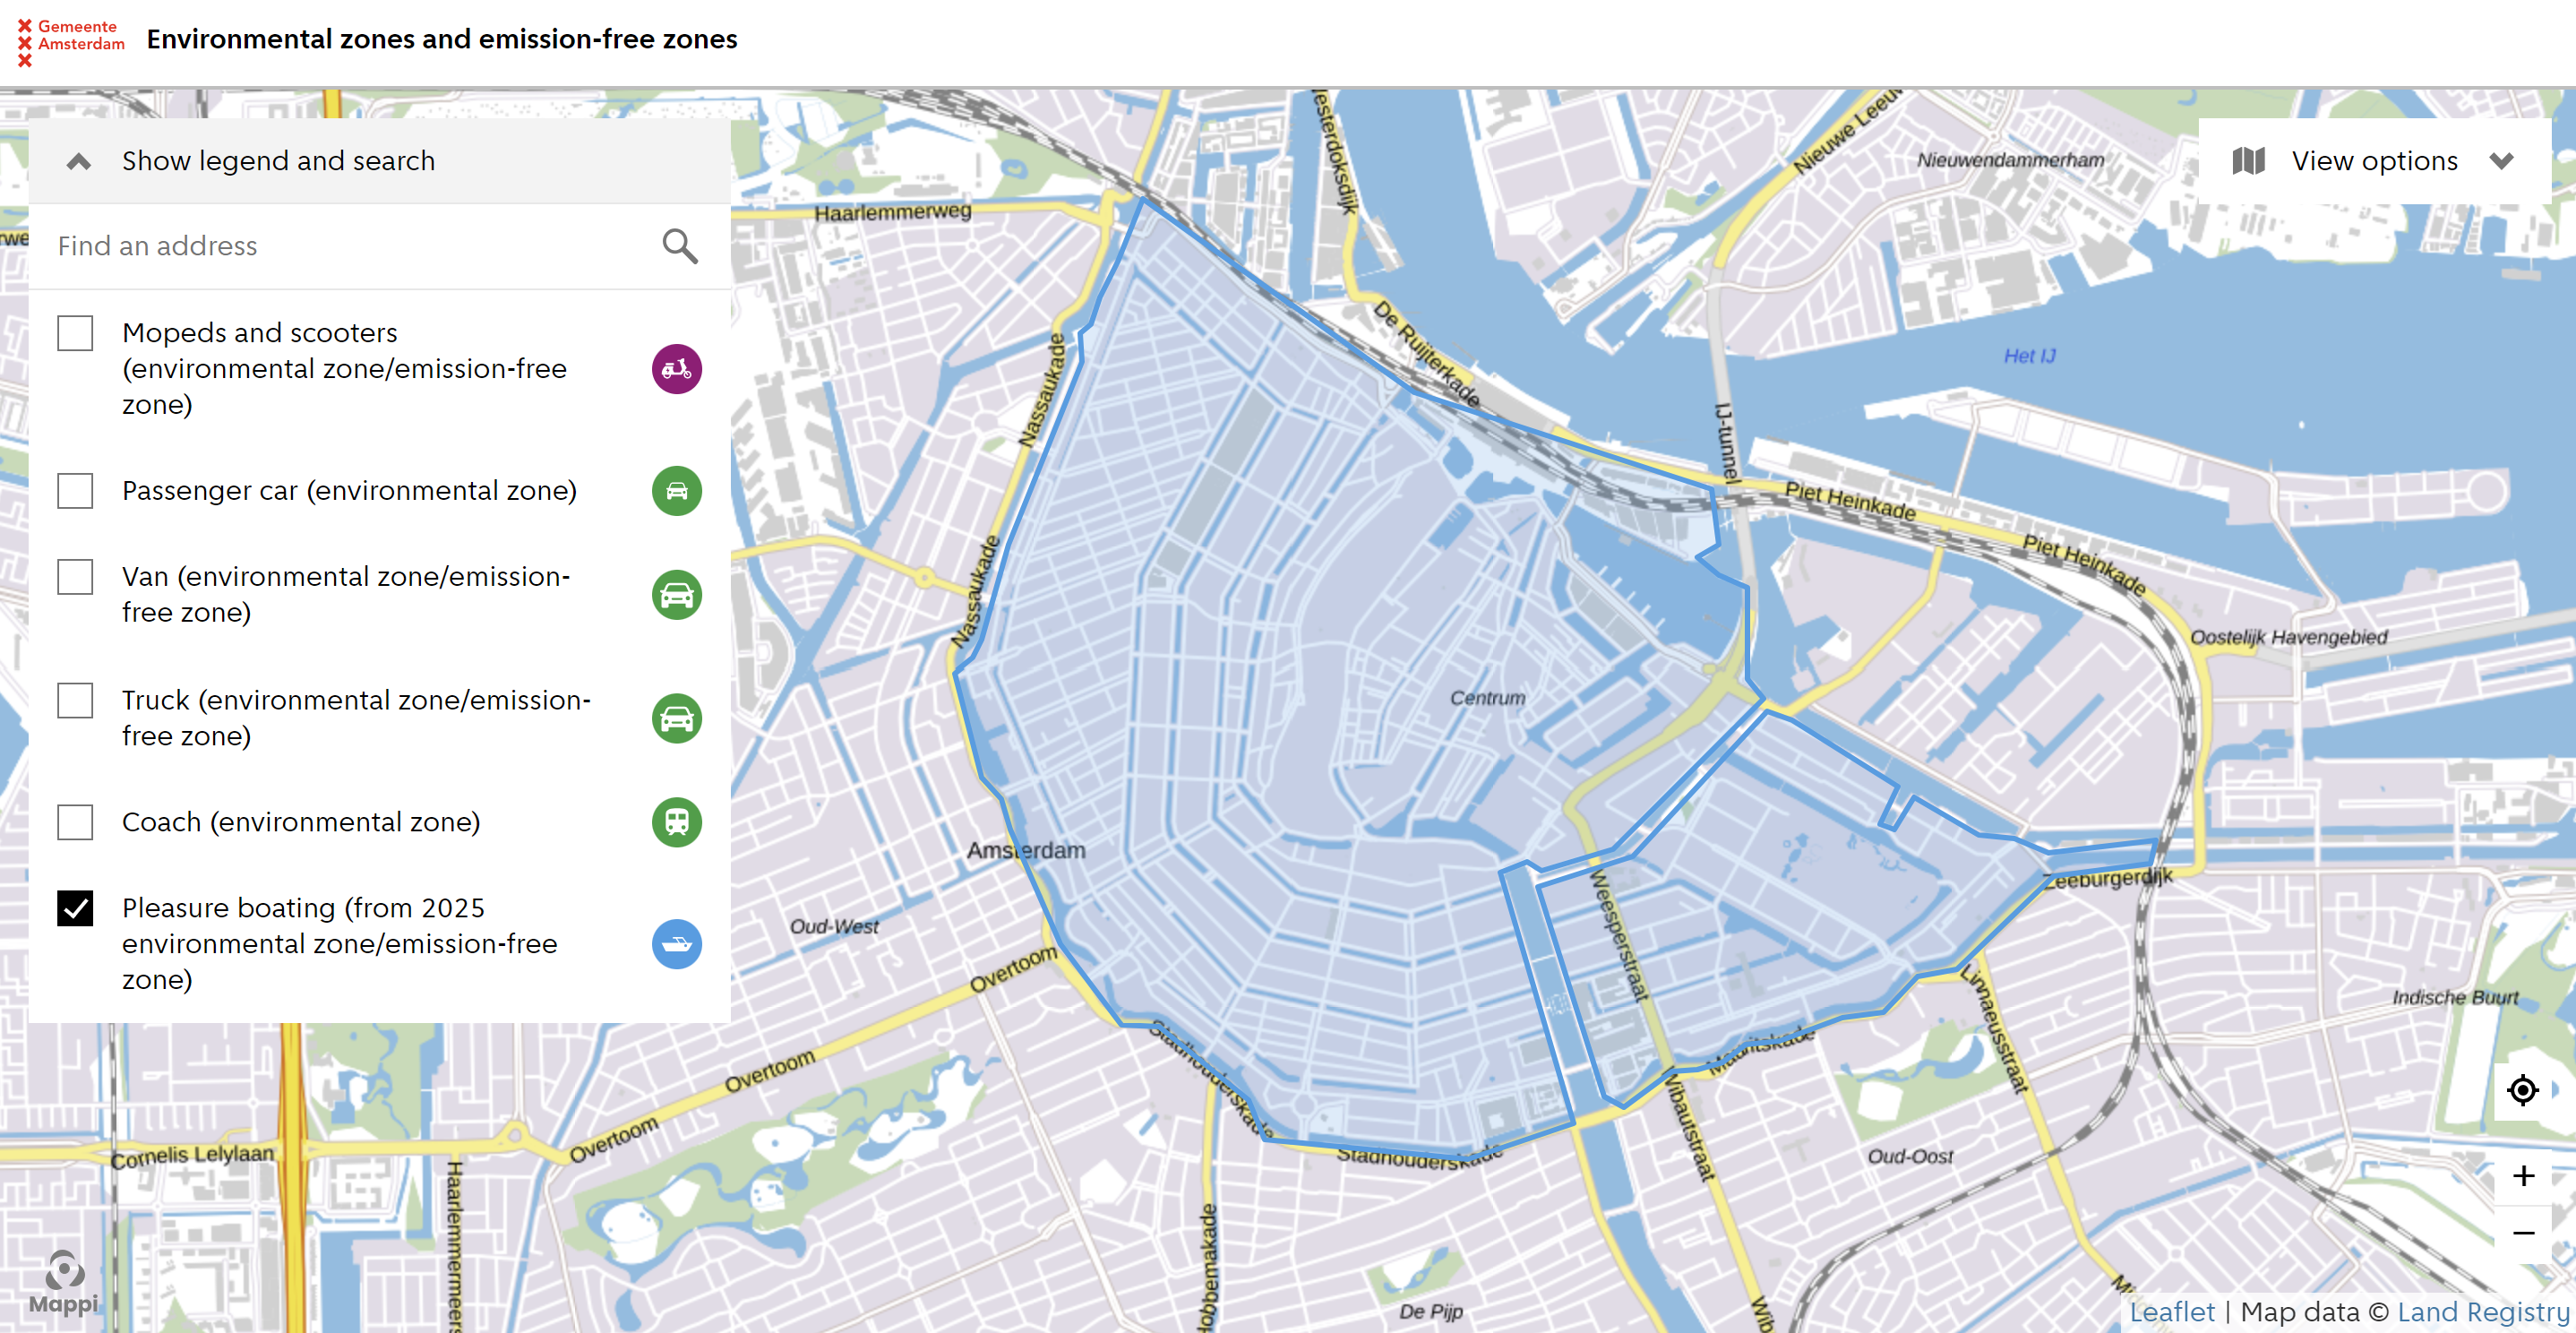 Gemeente
Amsterdam
Environmental zones and emission-free zones
Show legend and search
Find an address
Mopeds and scooters
(environmental zone/emission-free
zone)
Passenger car (environmental zone)
Van (environmental zone/emission-
free zone)
Truck (environmental zone/emission-
free zone)
Coach (environmental zone)
Pleasure boating (from 2025
environmental zone/emission-free
zone)
View options
Haarlemmerweg
esterdoksdijk
Nieuwe Leeuw
Nieuwendammerham
De Ruijterkade
Het IJ
Nassaukade
IJ-tunnel
Piet Heinkade
Piet Heinkade
Nassaukade
Oostelijk Havengebied
Centrum
Amsterdam
Zeeburgerdijk
Oud-West
Weesperstraat
Overtoom
Linnaeusstraat
Indische Buurt
Stadhouderskade
Mauritskade
Overtoom
Wibautstraat
Overtoom
Cornelis Lelylaan
Stadhouderskade
Oud-Oost
Haarlemmermeers
Hobbemakade
De Pijp
Wib
Mappi
+
−
Leaflet | Map data © Land Registry